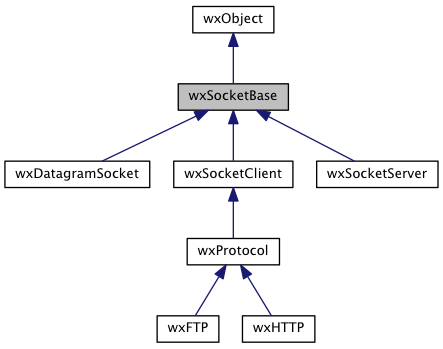 wxObject
wxSocketBase
wxDatagramSocket
wxSocketClient
wxSocketServer
wxProtocol
wxFTP
wxHTTP